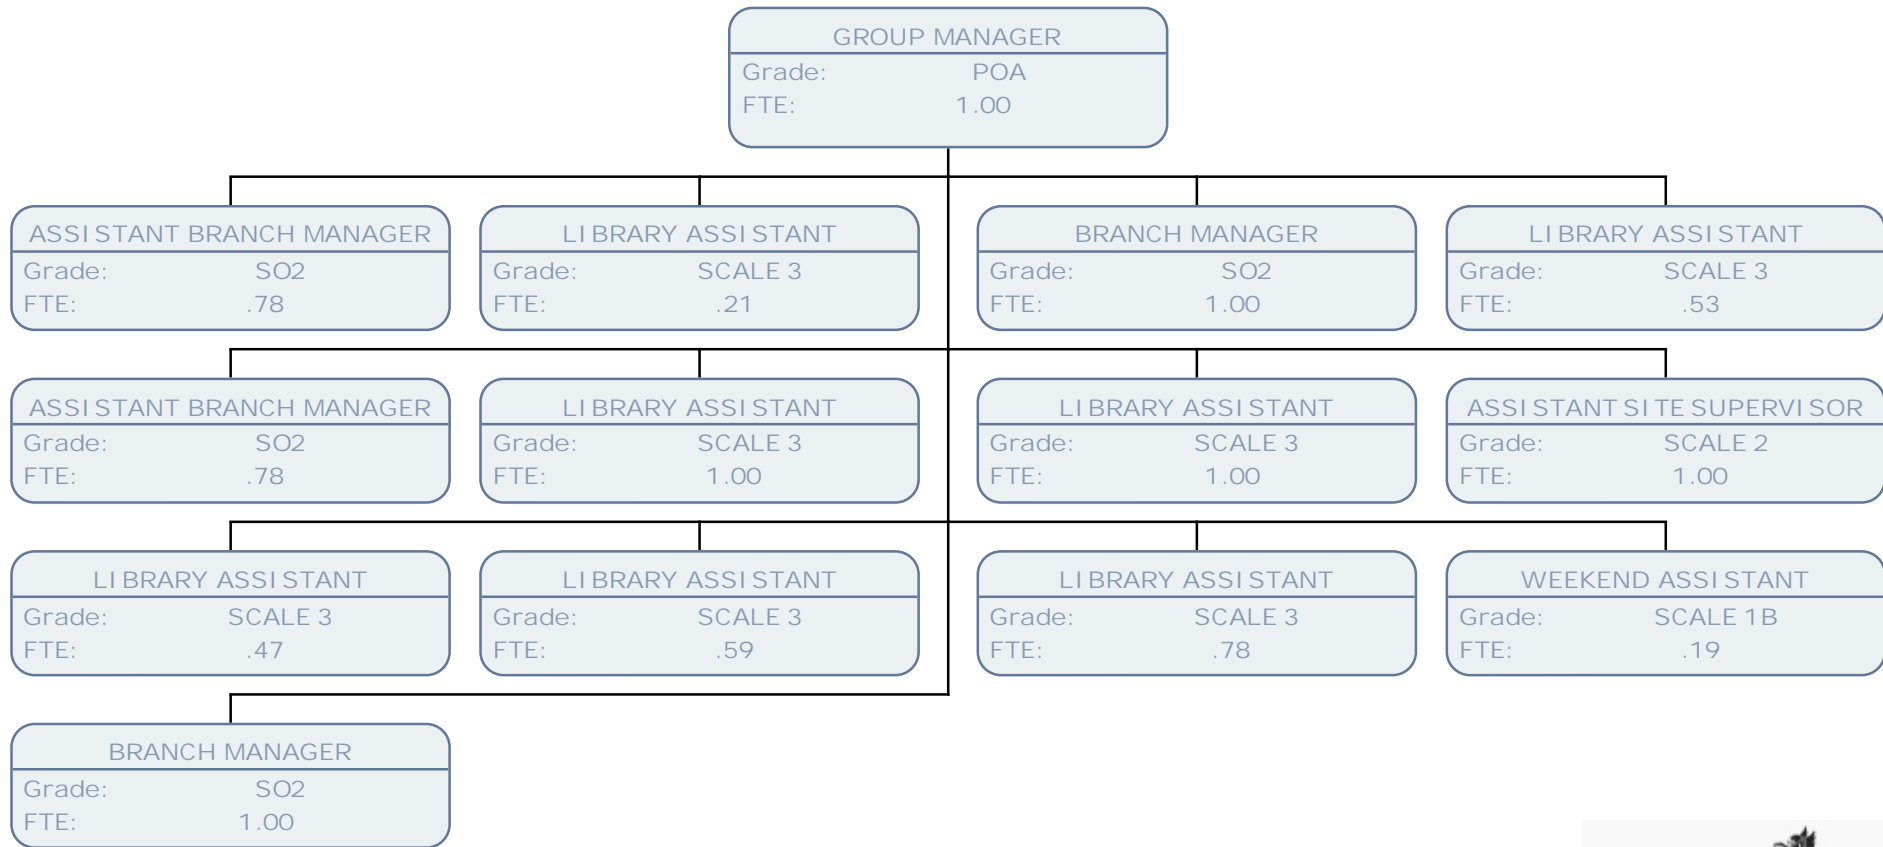 GROUP MANAGER
Grade: POA
FTE: 1.00
ASSISTANT BRANCH MANAGER
Grade: SO2
FTE: .78
LIBRARY ASSISTANT
Grade: SCALE 3
FTE: .21
BRANCH MANAGER
Grade: SO2
FTE: 1.00
LIBRARY ASSISTANT
Grade: SCALE 3
FTE: .53
ASSISTANT BRANCH MANAGER
Grade: SO2
FTE: .78
LIBRARY ASSISTANT
Grade: SCALE 3
FTE: 1.00
LIBRARY ASSISTANT
Grade: SCALE 3
FTE: 1.00
ASSISTANT SITE SUPERVISOR
Grade: SCALE 2
FTE: 1.00
LIBRARY ASSISTANT
Grade: SCALE 3
FTE: .47
LIBRARY ASSISTANT
Grade: SCALE 3
FTE: .59
LIBRARY ASSISTANT
Grade: SCALE 3
FTE: .78
WEEKEND ASSISTANT
Grade: SCALE 1B
FTE: .19
BRANCH MANAGER
Grade: SO2
FTE: 1.00